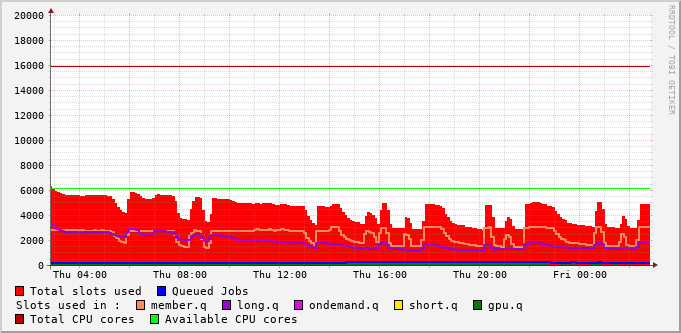 20000
18000
16000
14000
12000
10000
8000
6000
4000
2000
0
Thu 04:00 Thu 08:00 Thu 12:00 Thu 16:00 Thu 20:00 Fri 00:00
Total slots used Queued Jobs
Slots used in : member.q long.q ondemand.q short.q gpu.q
Total CPU cores Available CPU cores
RRDTOOL / TOBI OETIKER